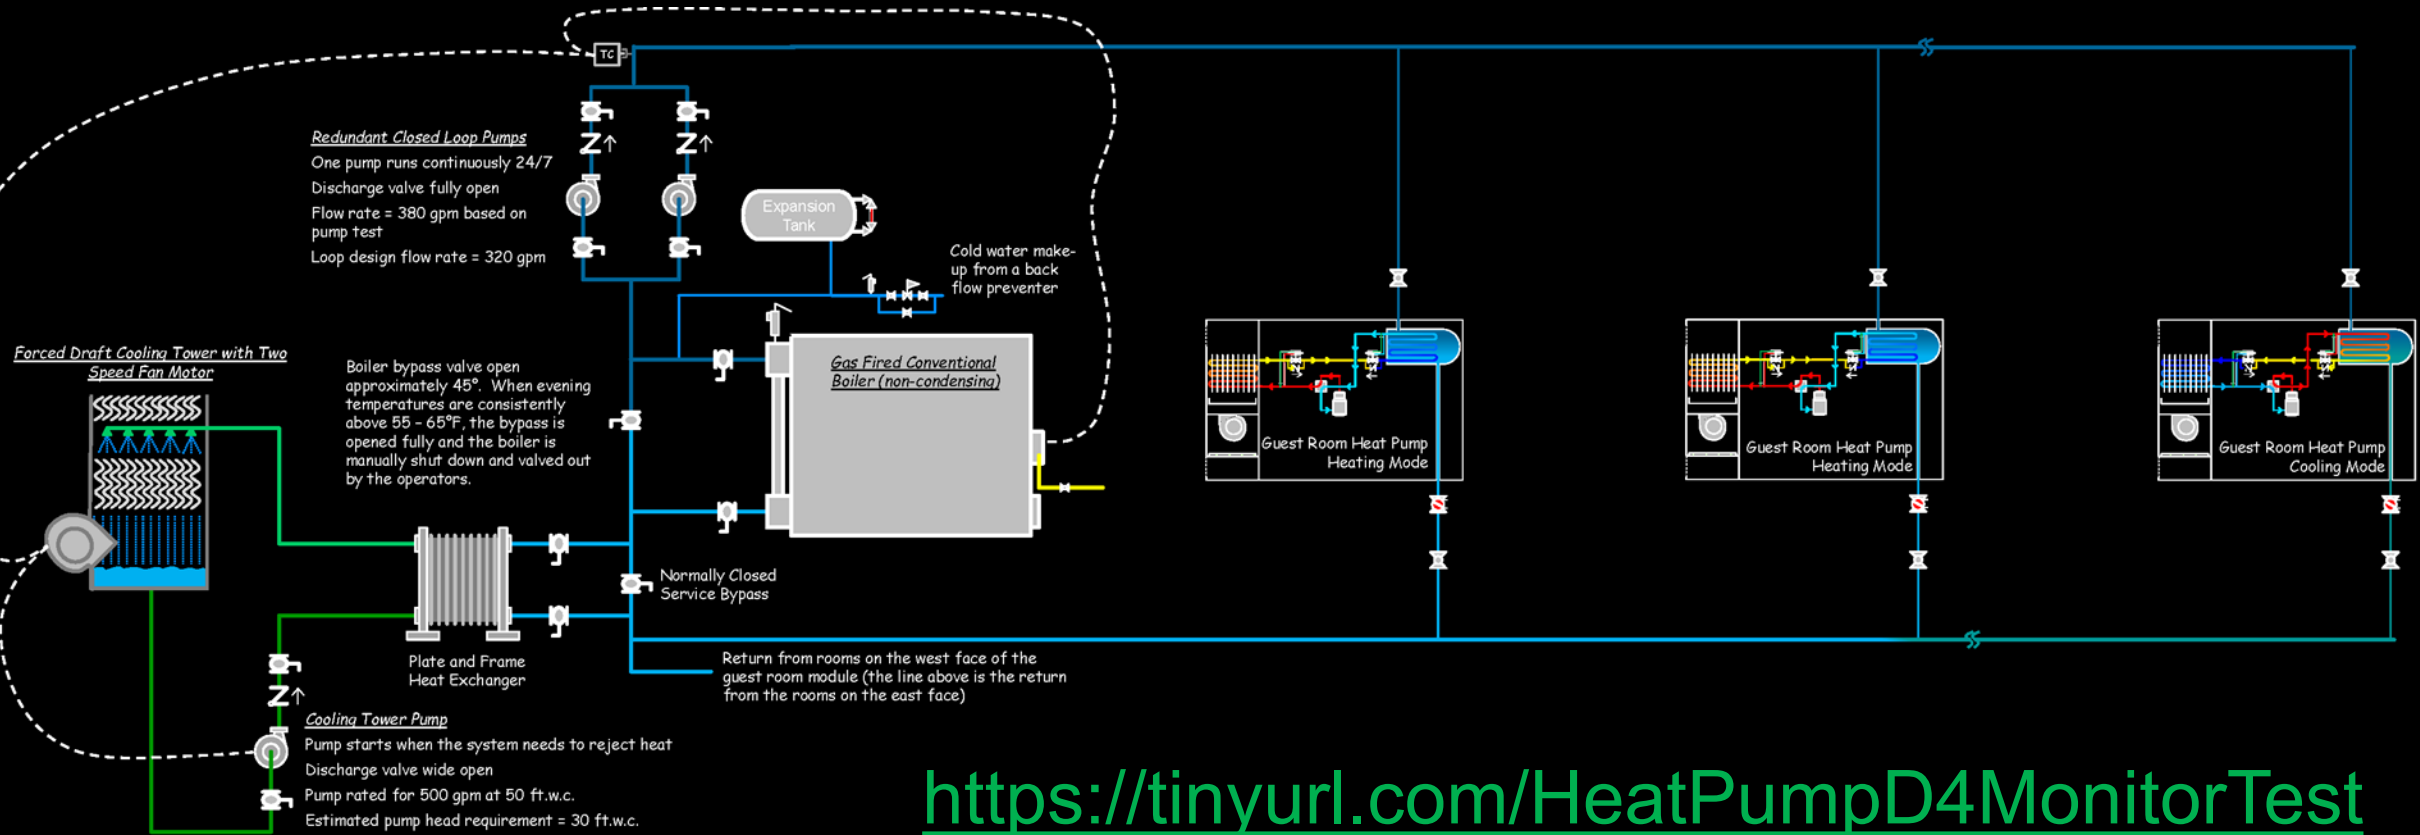 TC
Redundant Closed Loop Pumps
One pump runs continuously 24/7
Discharge valve fully open
Flow rate = 380 gpm based on
pump test
Loop design flow rate = 320 gpm
Expansion
Tank
Cold water make-
up from a back
flow preventer
Forced Draft Cooling Tower with Two
Speed Fan Motor
Boiler bypass valve open
approximately 45°. When evening
temperatures are consistently
above 55 – 65°F, the bypass is
opened fully and the boiler is
manually shut down and valved out
by the operators.
Gas Fired Conventional
Boiler (non-condensing)
Guest Room Heat Pump
Heating Mode
Guest Room Heat Pump
Heating Mode
Guest Room Heat Pump
Cooling Mode
Normally Closed
Service Bypass
Plate and Frame
Heat Exchanger
Return from rooms on the west face of the
guest room module (the line above is the return
from the rooms on the east face)
Cooling Tower Pump
Pump starts when the system needs to reject heat
Discharge valve wide open
Pump rated for 500 gpm at 50 ft.w.c.
Estimated pump head requirement = 30 ft.w.c.
https://tinyurl.com/HeatPumpD4MonitorTest